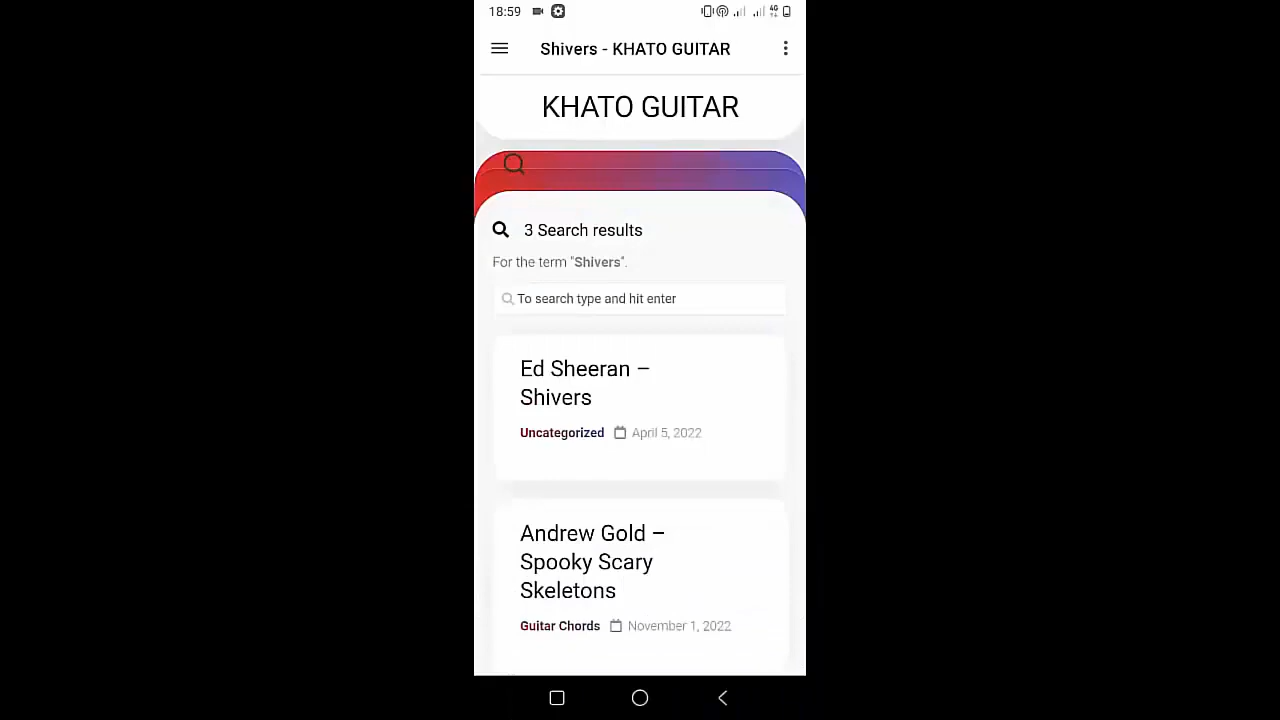 18:59
4G
Shivers - KHATO GUITAR
KHATO GUITAR
3 Search results
For the term "Shivers".
To search type and hit enter
Ed Sheeran –
Shivers
Uncategorized April 5, 2022
Andrew Gold –
Spooky Scary
Skeletons
Guitar Chords November 1, 2022